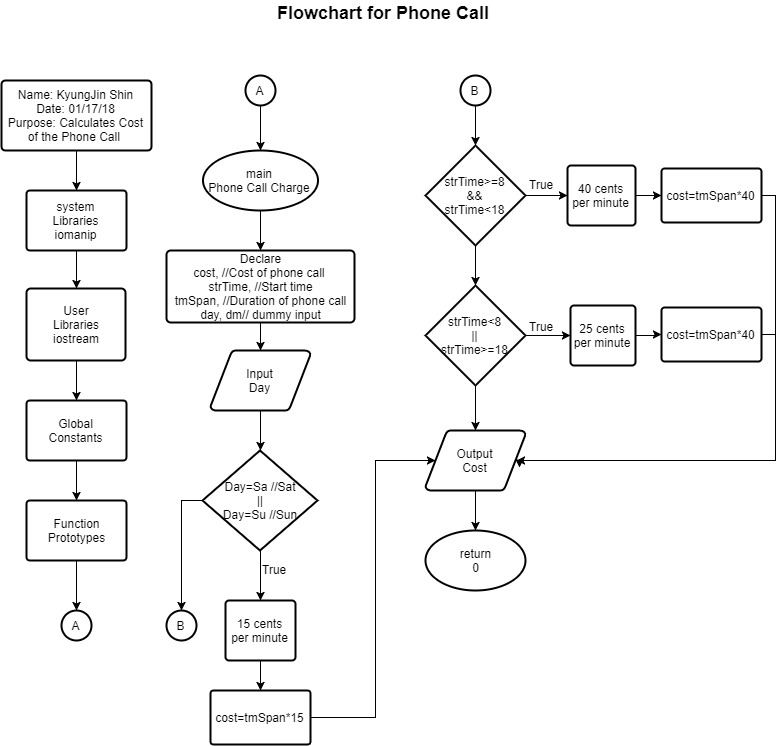 Flowchart for Phone Call
Name: KyungJin Shin
Date: 01/17/18
Purpose: Calculates Cost
of the Phone Call
system
Libraries
iomanip
User
Libraries
iostream
Global
Constants
Function
Prototypes
A
A
main
Phone Call Charge
Declare
cost, //Cost of phone call
strTime, //Start time
tmSpan, //Duration of phone call
day, dm// dummy input
Input
Day
Day=Sa //Sat
||
Day=Su //Sun
True
B
15 cents
per minute
cost=tmSpan*15
B
strTime>=8
&&
strTime<18
True
40 cents
per minute
cost=tmSpan*40
strTime<8
||
strTime>=18
True
25 cents
per minute
cost=tmSpan*40
Output
Cost
return
0